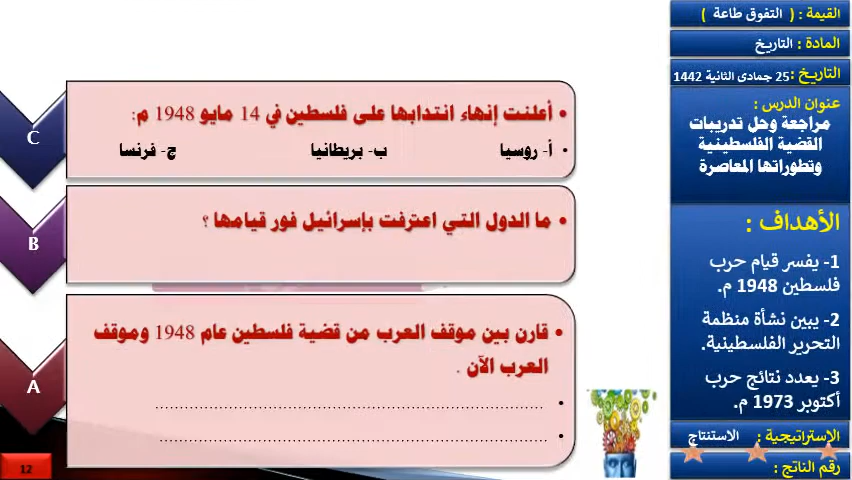 القيمة : ( التفوق طاعة )
المادة : التاريخ
التاريخ :25 جمادى الثانية 1442
عنوان الدرس :
مراجعة وحل تدريبات
القضية الفلسطينية
وتطوراتها المعاصرة
الأهداف :
1- يفسر قيام حرب
فلسطين 1948 م.
2- يبين نشأة منظمة
التحرير الفلسطينية.
3- يعدد نتائج حرب
أكتوبر 1973 م.
الإستراتيجية : الاستنتاج
رقم الناتج :
C
• أعلنت إنهاء انتدابها على فلسطين في 14 مايو 1948 م:
• أ- روسيا ب- بريطانيا ج- فرنسا
B
• ما الدول التي اعترفت بإسرائيل فور قيامها ؟
A
• قارن بين موقف العرب من قضية فلسطين عام 1948 وموقف
العرب الآن .
• ......................................................
• ......................................................
12